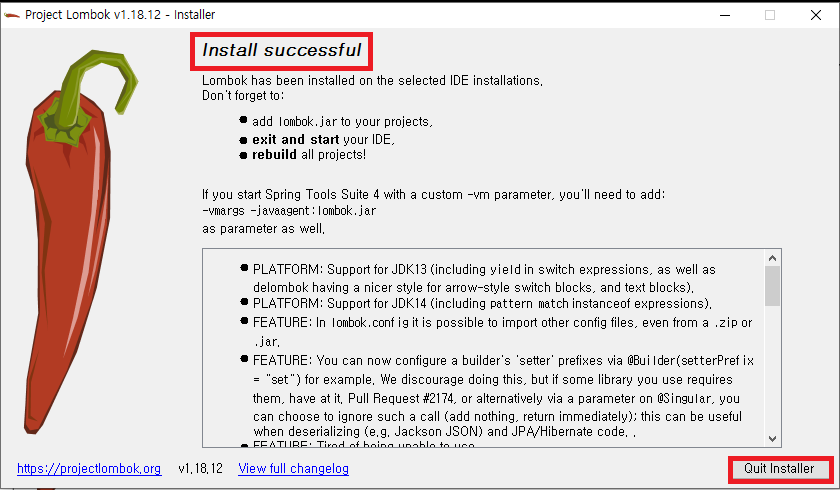 Project Lombok v1.18.12 - Installer
Install successful
Lombok has been installed on the selected IDE installations.
Don't forget to:
● add lombok.jar to your projects,
● exit and start your IDE,
● rebuild all projects!
If you start Spring Tools Suite 4 with a custom -vm parameter, you'll need to add:
-vmargs -javaagent:lombok.jar
as parameter as well.
● PLATFORM: Support for JDK13 (including yield in switch expressions, as well as
delombok having a nicer style for arrow-style switch blocks, and text blocks).
● PLATFORM: Support for JDK14 (including pattern match instanceof expressions).
● FEATURE: In lombok.config it is possible to import other config files, even from a .zip or
.jar.
● FEATURE: You can now configure a builder's 'setter' prefixes via @Builder(setterPrefix
= "set") for example. We discourage doing this, but if some library you use requires
them, have at it. Pull Request #2174, or alternatively via a parameter on @Singular, you
can choose to ignore such a call (add nothing, return immediately); this can be useful
when deserializing (e.g. Jackson JSON) and JPA/Hibernate code. .
● FEATURE: Tired of being unable to use
https://projectlombok.org v1.18.12 View full changelog Quit Installer